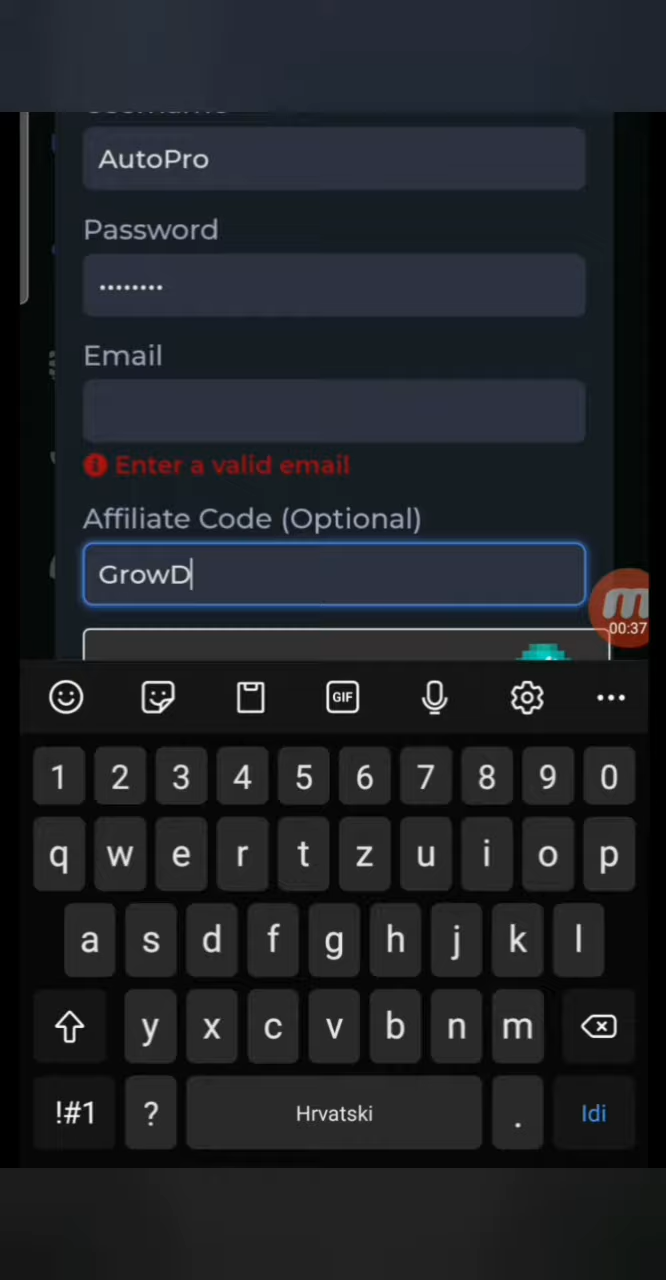 AutoPro
Password
••••••••
Email
Enter a valid email
Affiliate Code (Optional)
GrowD
00:37
GIF
1 2 3 4 5 6 7 8 9 0
q w e r t z u i o p
a s d f g h j k l
y x c v b n m
!#1 ? Hrvatski . Idi